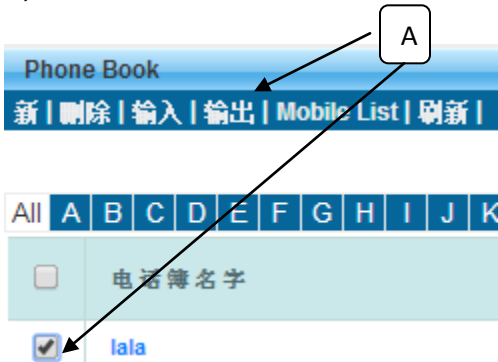 A
Phone Book
新 | 刪除 | 输入 | 输出 | Mobile List | 刷新 |
All A B C D E F G H I J K
电话簿名字
lala